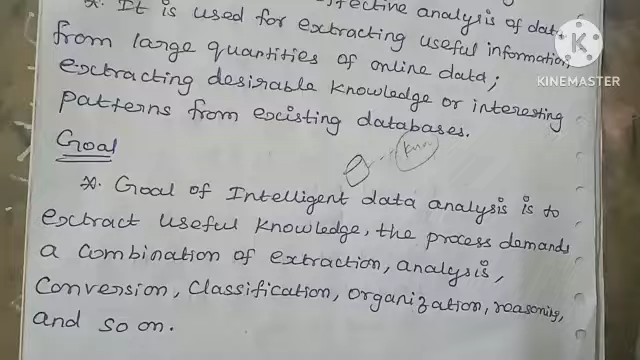 *. It is used for extracting useful information,
effective analysis of data
from large quantities of online data;
extracting desirable knowledge or interesting
patterns from existing databases.
Goal
know
*. Goal of Intelligent data analysis is to
extract useful knowledge, the process demands
a combination of extraction, analysis,
Conversion, Classification, organization, reasoning,
and so on.
KINEMASTER